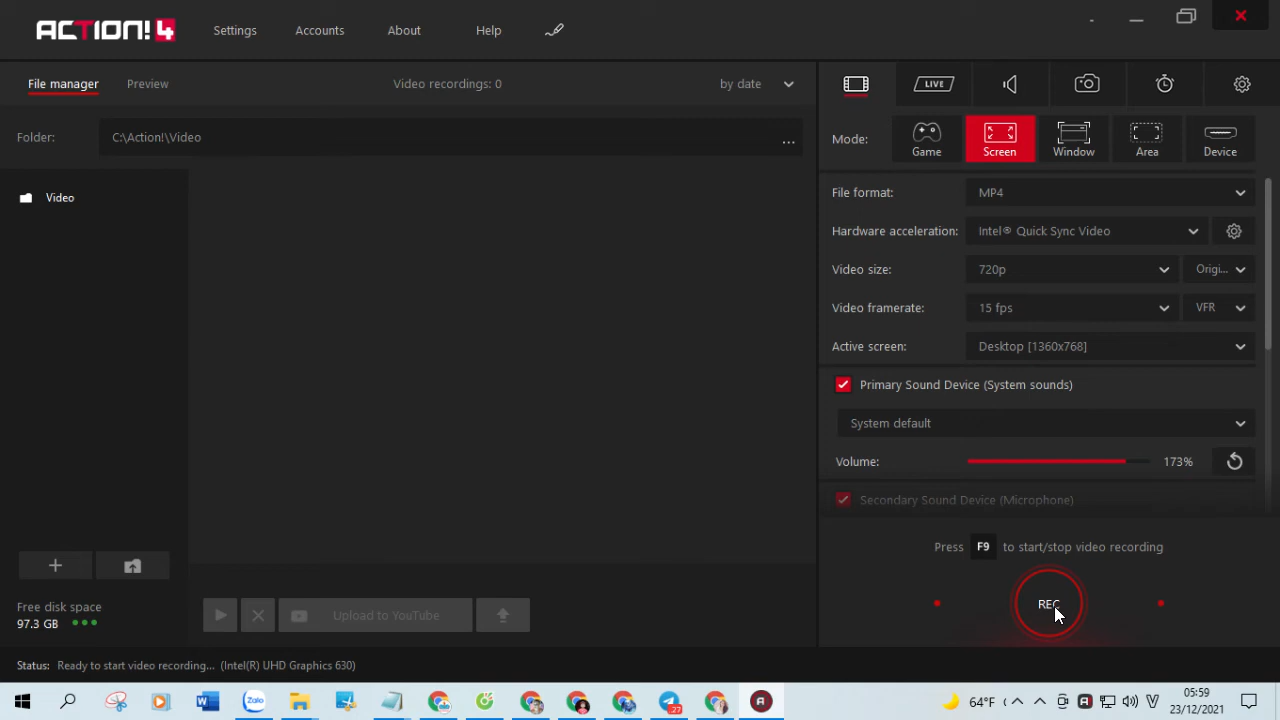 ACTION! 4
Settings
Accounts
About
Help
File manager
Preview
Video recordings: 0
by date
LIVE
Folder:
C:\Action!\Video
...
Mode:
Game
Screen
Window
Area
Device
Video
File format:
MP4
Hardware acceleration:
Intel® Quick Sync Video
Video size:
720p
Origi...
Video framerate:
15 fps
VFR
Active screen:
Desktop [1360x768]
Primary Sound Device (System sounds)
System default
Volume:
173%
Secondary Sound Device (Microphone)
Press F9 to start/stop video recording
REC
Free disk space
97.3 GB
Upload to YouTube
Status:
Ready to start video recording... (Intel(R) UHD Graphics 630)
64°F
05:59
23/12/2021